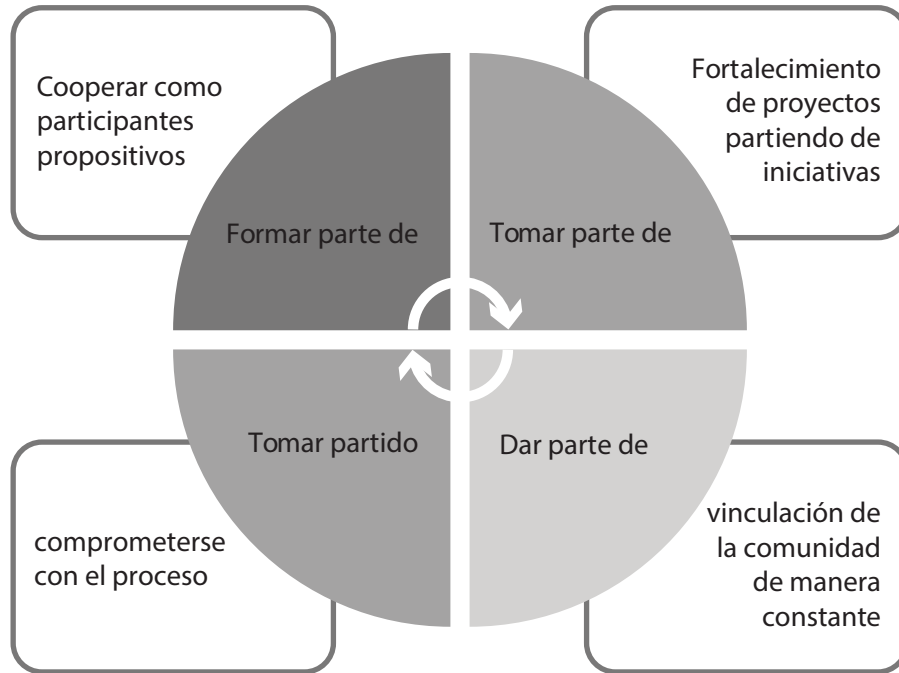 Cooperar como
participantes
propositivos
Fortalecimiento
de proyectos
partiendo de
iniciativas
Formar parte de
Tomar parte de
Tomar partido
Dar parte de
comprometerse
con el proceso
vinculación de
la comunidad
de manera
constante